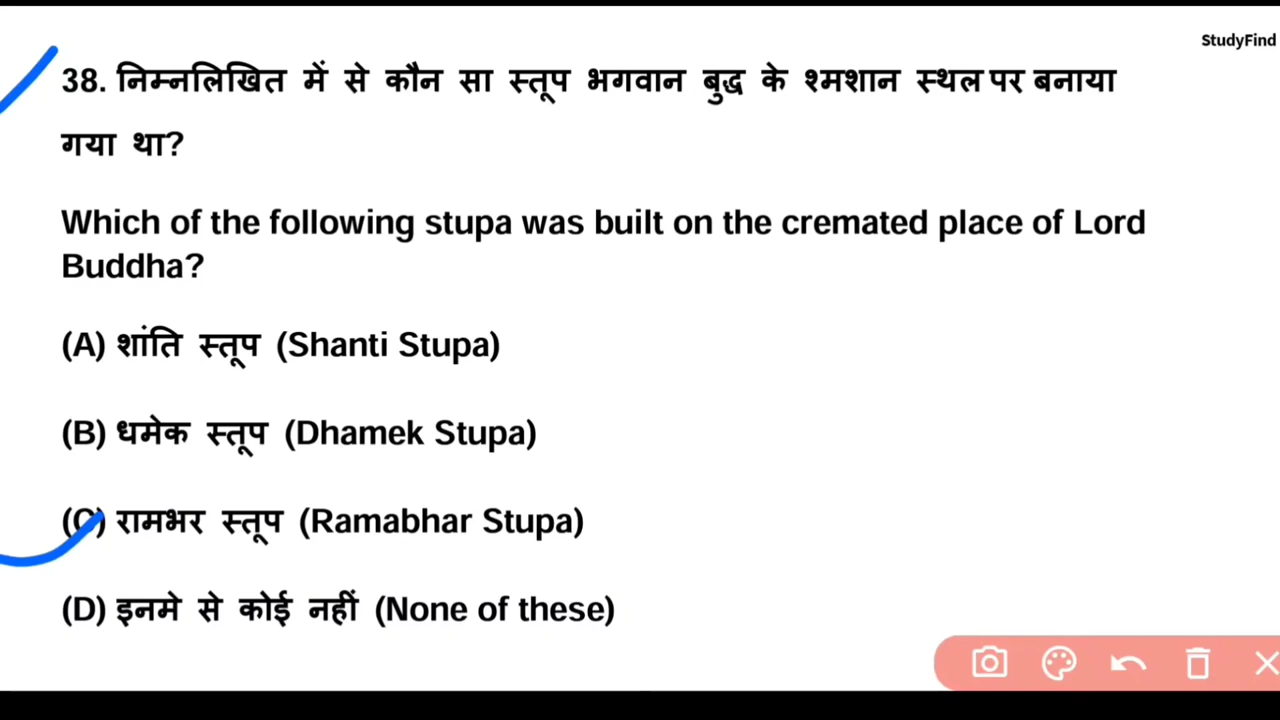 StudyFind
38. निम्नलिखित में से कौन सा स्तूप भगवान बुद्ध के श्मशान स्थल पर बनाया
गया था?
Which of the following stupa was built on the cremated place of Lord
Buddha?
(A) शांति स्तूप (Shanti Stupa)
(B) धमेक स्तूप (Dhamek Stupa)
(C) रामभर स्तूप (Ramabhar Stupa)
(D) इनमे से कोई नहीं (None of these)